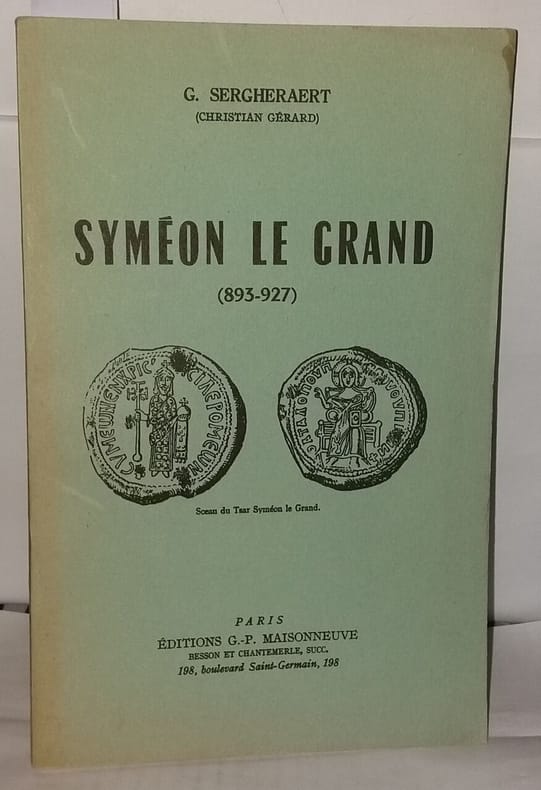 G. SERGHERAERT
(CHRISTIAN GÉRARD)
SYMÉON LE GRAND
(893-927)
Sceau du Tsar Syméon le Grand.
PARIS
ÉDITIONS G.-P. MAISONNEUVE
BESSON ET CHANTEMERLE, SUCC.
198, boulevard Saint-Germain, 198